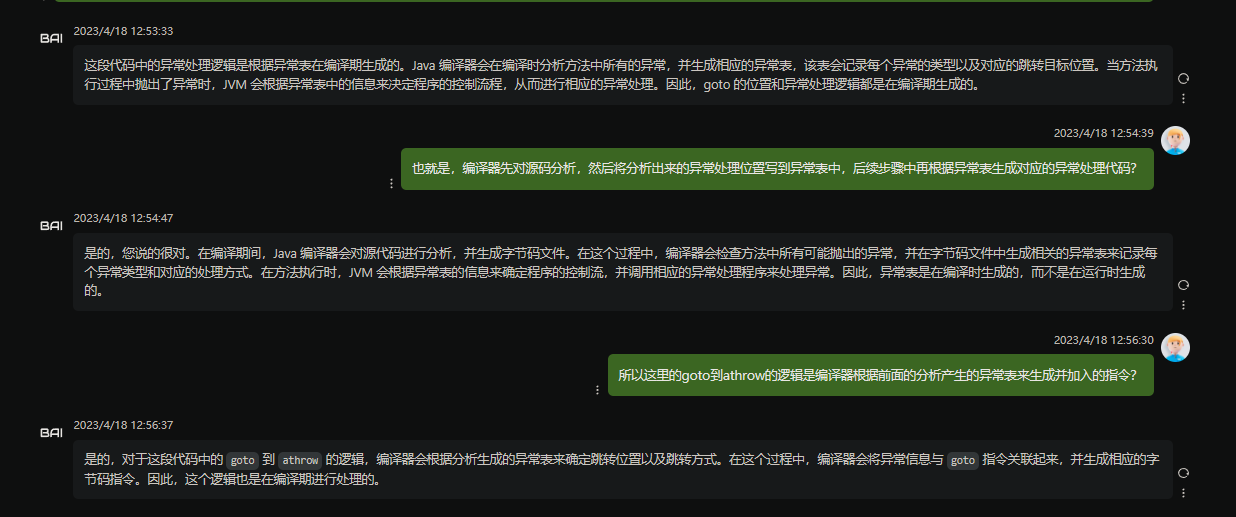 2023/4/18 12:53:33
BAI
这段代码中的异常处理逻辑是根据异常表在编译期生成的。Java 编译器会在编译时分析方法中所有的异常，并生成相应的异常表，该表会记录每个异常的类型以及对应的跳转目标位置。当方法执
行过程中抛出了异常时，JVM 会根据异常表中的信息来决定程序的控制流程，从而进行相应的异常处理。因此，goto 的位置和异常处理逻辑都是在编译期生成的。
2023/4/18 12:54:39
也就是，编译器先对源码分析，然后将分析出来的异常处理位置写到异常表中，后续步骤中再根据异常表生成对应的异常处理代码？
2023/4/18 12:54:47
BAI
是的，您说的很对。在编译期间，Java 编译器会对源代码进行分析，并生成字节码文件。在这个过程中，编译器会检查方法中所有可能抛出的异常，并在字节码文件中生成相关的异常表来记录每
个异常类型和对应的处理方式。在方法执行时，JVM 会根据异常表的信息来确定程序的控制流，并调用相应的异常处理程序来处理异常。因此，异常表是在编译时生成的，而不是在运行时生成
的。
2023/4/18 12:56:30
所以这里的goto到athrow的逻辑是编译器根据前面的分析产生的异常表来生成并加入的指令？
2023/4/18 12:56:37
BAI
是的，对于这段代码中的 goto 到 athrow 的逻辑，编译器会根据分析生成的异常表来确定跳转位置以及跳转方式。在这个过程中，编译器会将异常信息与 goto 指令关联起来，并生成相应的字
节码指令。因此，这个逻辑也是在编译期进行处理的。